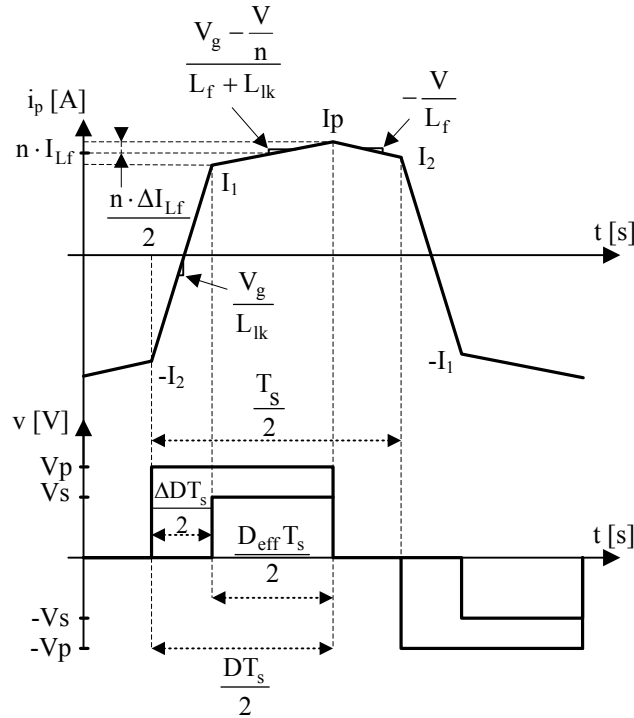 V_g − V/n
L_f + L_lk
i_p [A]
Ip
− V/L_f
n · I_Lf
I_1
I_2
n · ΔI_Lf
2
t [s]
V_g
L_lk
-I_2
-I_1
T_s
2
v [V]
Vp
Vs
ΔDT_s
2
D_eff T_s
2
t [s]
-Vs
-Vp
DT_s
2